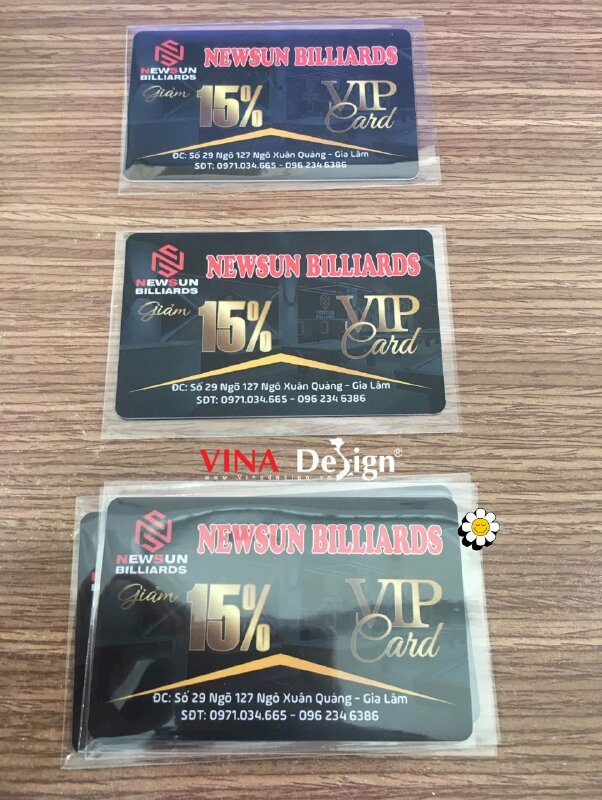 NEWSUN
BILLIARDS
NEWSUN BILLIARDS
Giảm
15%
VIP
Card
ĐC: Số 29 Ngõ 127 Ngô Xuân Quảng - Gia Lâm
SĐT: 0971.034.665 - 096 234 6386
NEWSUN
BILLIARDS
NEWSUN BILLIARDS
Giảm
15%
VIP
Card
ĐC: Số 29 Ngõ 127 Ngô Xuân Quảng - Gia Lâm
SĐT: 0971.034.665 - 096 234 6386
VINA Design®
www.Vinadesign.vn
NEWSUN
BILLIARDS
NEWSUN BILLIARDS
Giảm
15%
VIP
Card
ĐC: Số 29 Ngõ 127 Ngô Xuân Quảng - Gia Lâm
SĐT: 0971.034.665 - 096 234 6386